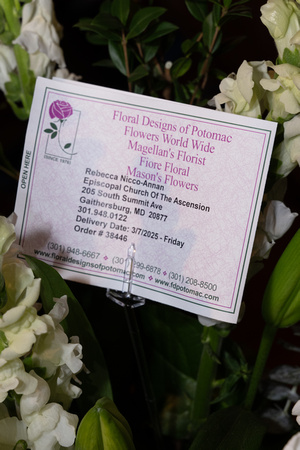 Floral Designs of Potomac
Flowers World Wide
Magellan's Florist
Fiore Floral
Mason's Flowers
SINCE 1976
OPEN HERE
Rebecca Nicco-Annan
Episcopal Church Of The Ascension
205 South Summit Ave
Gaithersburg, MD 20877
301.948.0122
Delivery Date: 3/7/2025 - Friday
Order # 38446
(301) 948-6667 ❖ (301) 299-6878 ❖ (301) 208-8500
❖ www.floraldesignsofpotomac.com ❖ www.fdpotomac.com ❖